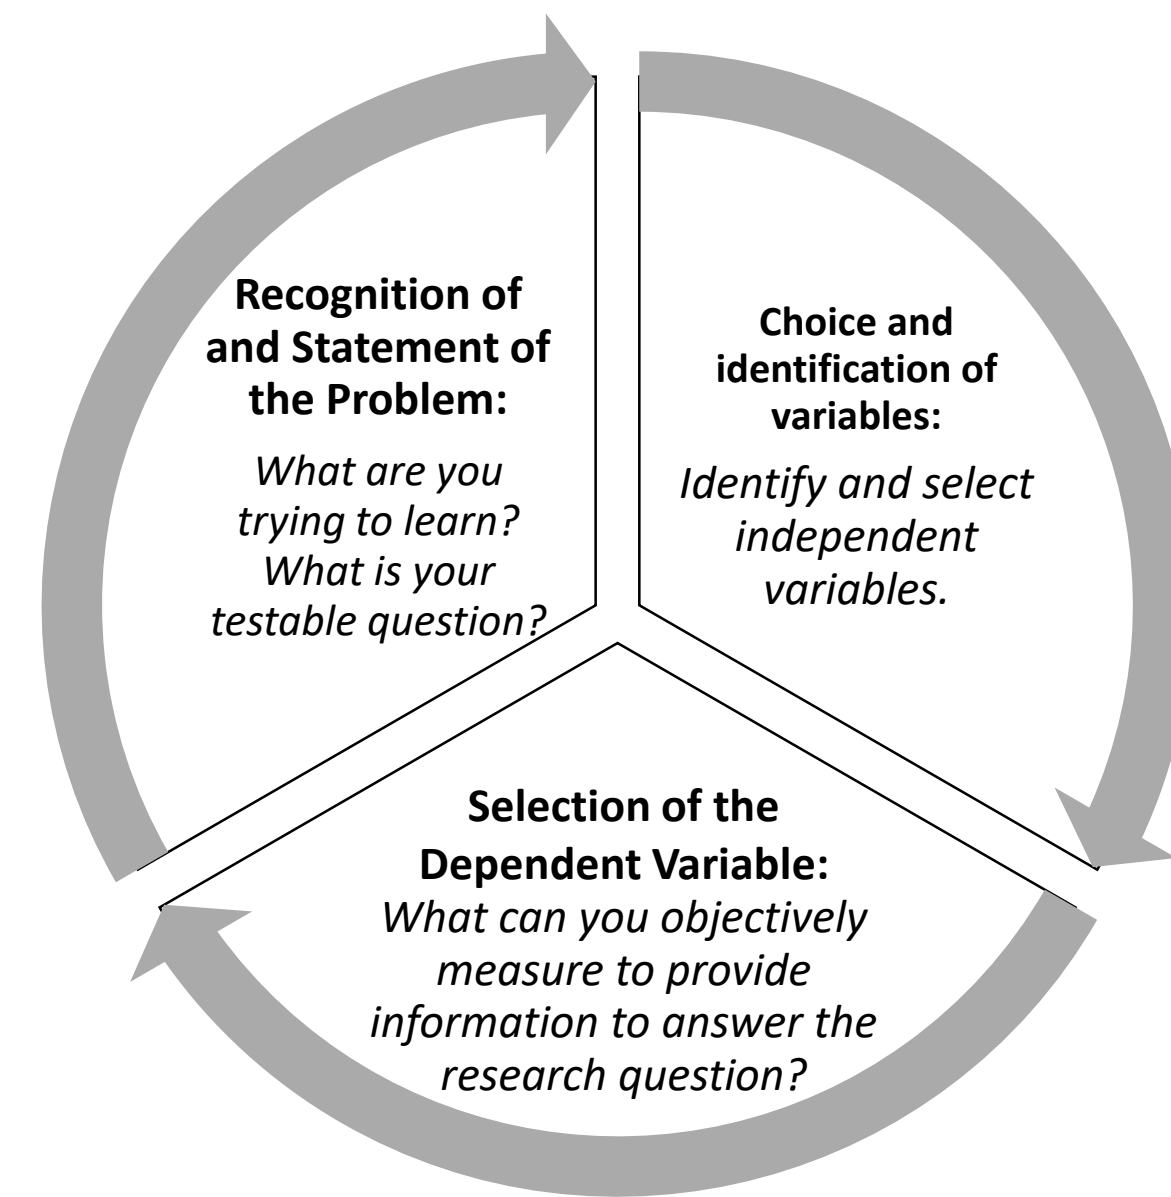 Recognition of
and Statement of
the Problem:
What are you
trying to learn?
What is your
testable question?
Choice and
identification of
variables:
Identify and select
independent
variables.
Selection of the
Dependent Variable:
What can you objectively
measure to provide
information to answer the
research question?